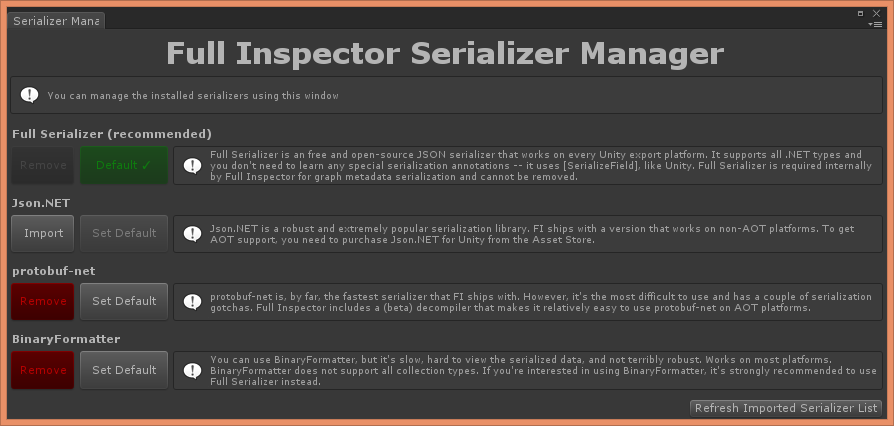 Serializer Mana
Full Inspector Serializer Manager
You can manage the installed serializers using this window
Full Serializer (recommended)
Remove
Default ✓
Full Serializer is an free and open-source JSON serializer that works on every Unity export platform. It supports all .NET types and
you don't need to learn any special serialization annotations -- it uses [SerializeField], like Unity. Full Serializer is required internally
by Full Inspector for graph metadata serialization and cannot be removed.
Json.NET
Import
Set Default
Json.NET is a robust and extremely popular serialization library. FI ships with a version that works on non-AOT platforms. To get
AOT support, you need to purchase Json.NET for Unity from the Asset Store.
protobuf-net
Remove
Set Default
protobuf-net is, by far, the fastest serializer that FI ships with. However, it's the most difficult to use and has a couple of serialization
gotchas. Full Inspector includes a (beta) decompiler that makes it relatively easy to use protobuf-net on AOT platforms.
BinaryFormatter
Remove
Set Default
You can use BinaryFormatter, but it's slow, hard to view the serialized data, and not terribly robust. Works on most platforms.
BinaryFormatter does not support all collection types. If you're interested in using BinaryFormatter, it's strongly recommended to use
Full Serializer instead.
Refresh Imported Serializer List